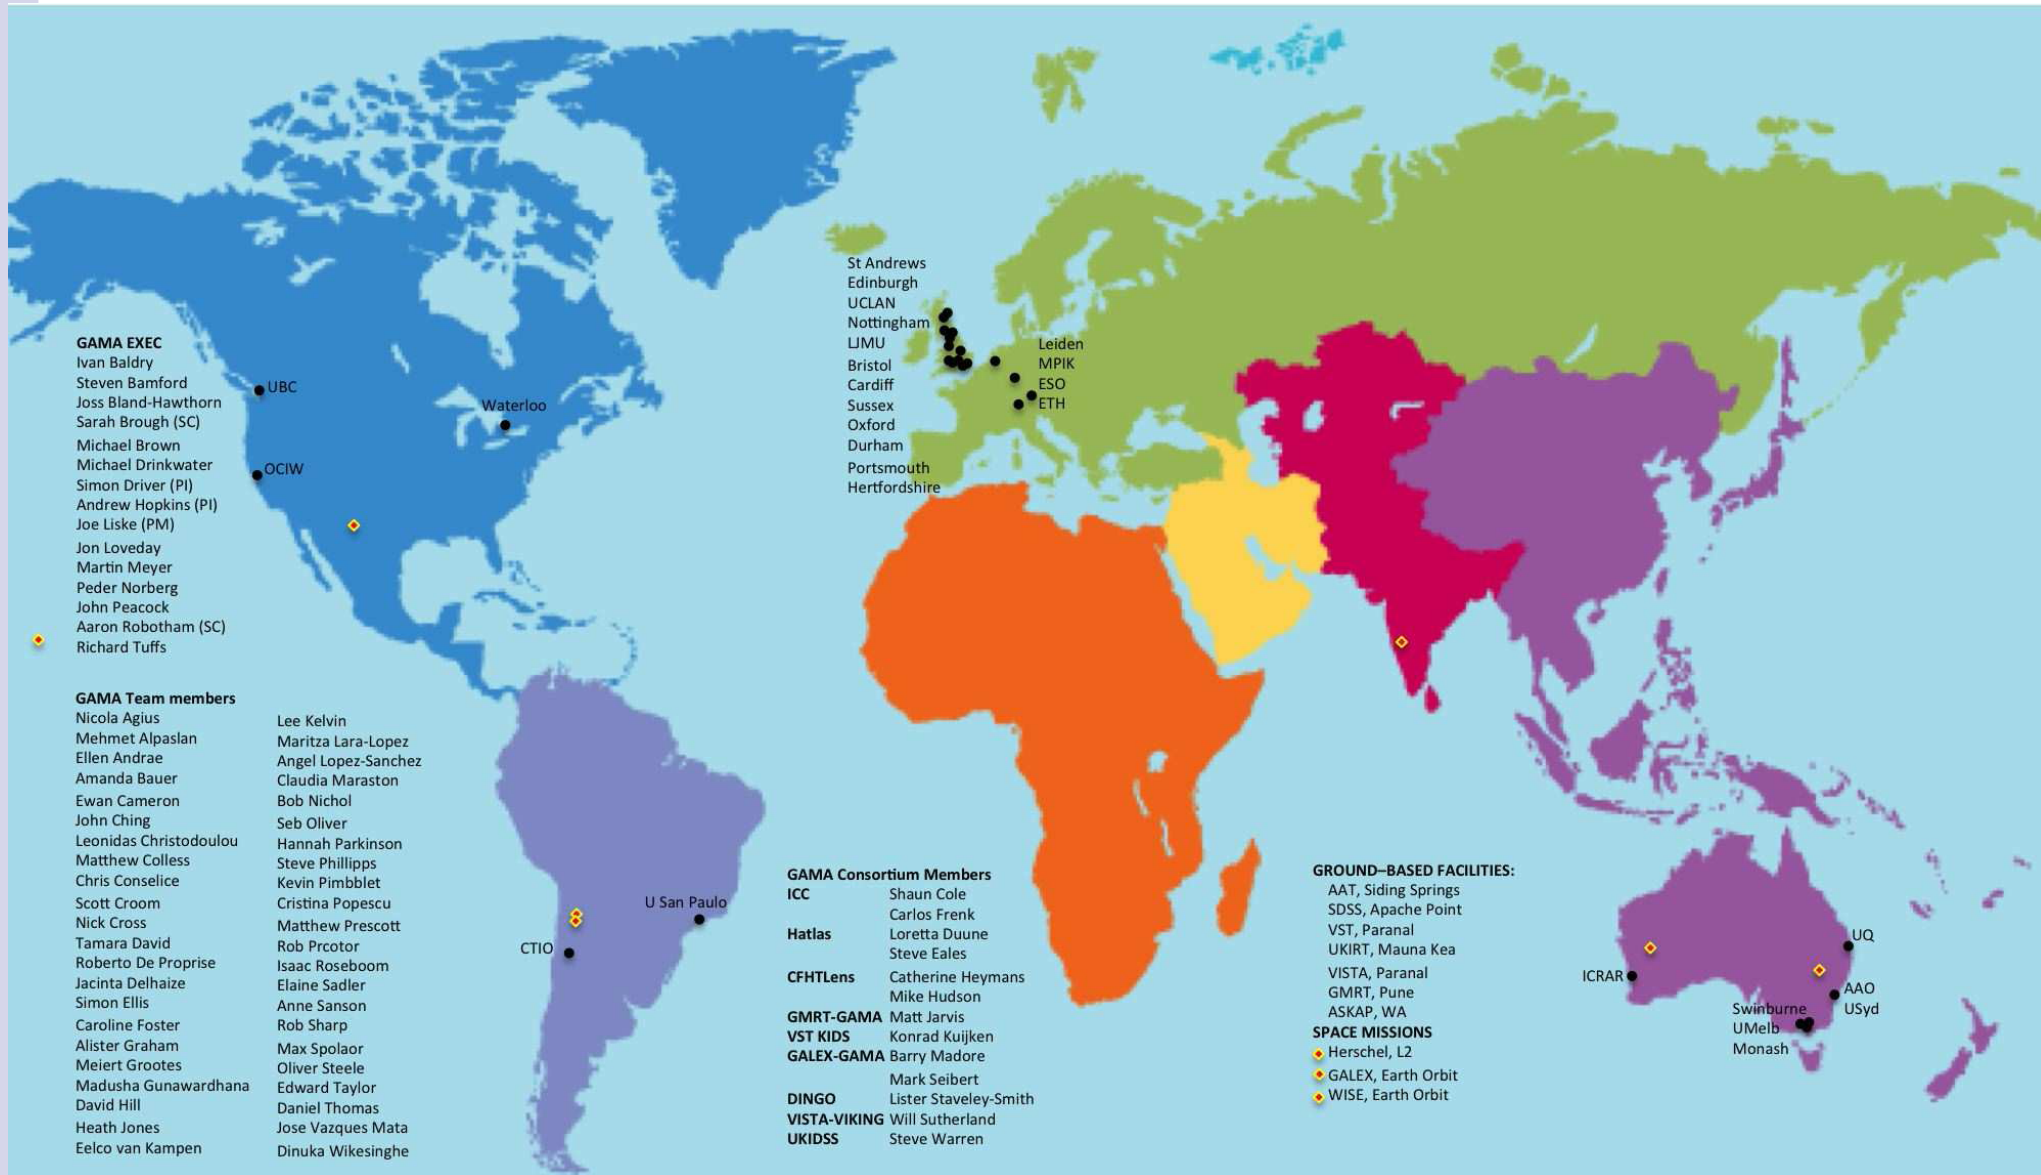 St Andrews
Edinburgh
UCLAN
Nottingham
LJMU
Bristol
Cardiff
Sussex
Oxford
Durham
Portsmouth
Hertfordshire
Leiden
MPIK
ESO
ETH
UBC
Waterloo
OCIW
GAMA EXEC
Ivan Baldry
Steven Bamford
Joss Bland-Hawthorn
Sarah Brough (SC)
Michael Brown
Michael Drinkwater
Simon Driver (PI)
Andrew Hopkins (PI)
Joe Liske (PM)
Jon Loveday
Martin Meyer
Peder Norberg
John Peacock
Aaron Robotham (SC)
Richard Tuffs
GAMA Team members
Nicola Agius
Mehmet Alpaslan
Ellen Andrae
Amanda Bauer
Ewan Cameron
John Ching
Leonidas Christodoulou
Matthew Colless
Chris Conselice
Scott Croom
Nick Cross
Tamara David
Roberto De Proprise
Jacinta Delhaize
Simon Ellis
Caroline Foster
Alister Graham
Meiert Grootes
Madusha Gunawardhana
David Hill
Heath Jones
Eelco van Kampen
Lee Kelvin
Maritza Lara-Lopez
Angel Lopez-Sanchez
Claudia Maraston
Bob Nichol
Seb Oliver
Hannah Parkinson
Steve Phillipps
Kevin Pimbblet
Cristina Popescu
Matthew Prescott
Rob Prcotor
Isaac Roseboom
Elaine Sadler
Anne Sanson
Rob Sharp
Max Spolaor
Oliver Steele
Edward Taylor
Daniel Thomas
Jose Vazques Mata
Dinuka Wikesinghe
U San Paulo
CTIO
GAMA Consortium Members
ICC Shaun Cole
Carlos Frenk
Hatlas Loretta Duune
Steve Eales
CFHTLens Catherine Heymans
Mike Hudson
GMRT-GAMA Matt Jarvis
VST KIDS Konrad Kuijken
GALEX-GAMA Barry Madore
Mark Seibert
DINGO Lister Staveley-Smith
VISTA-VIKING Will Sutherland
UKIDSS Steve Warren
GROUND–BASED FACILITIES:
AAT, Siding Springs
SDSS, Apache Point
VST, Paranal
UKIRT, Mauna Kea
VISTA, Paranal
GMRT, Pune
ASKAP, WA
SPACE MISSIONS
Herschel, L2
GALEX, Earth Orbit
WISE, Earth Orbit
ICRAR
UQ
AAO
USyd
Swinburne
UMelb
Monash